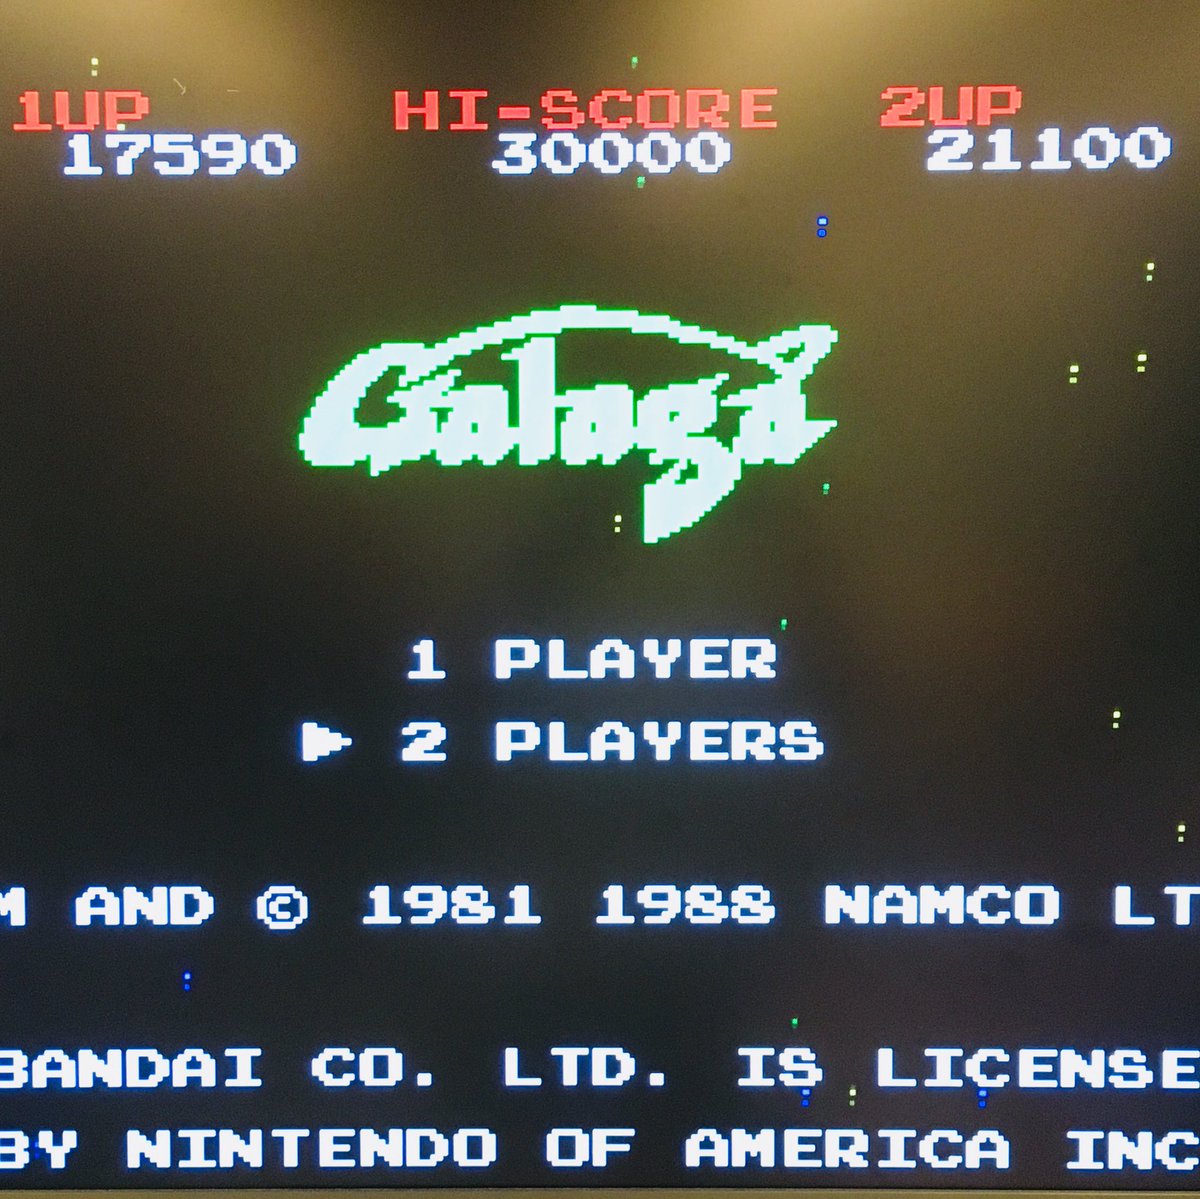 1UP HI-SCORE 2UP
17590 30000 21100
Galaga
1 PLAYER
▶ 2 PLAYERS
M AND © 1981 1988 NAMCO LT
BANDAI CO. LTD. IS LICENSE
BY NINTENDO OF AMERICA INC